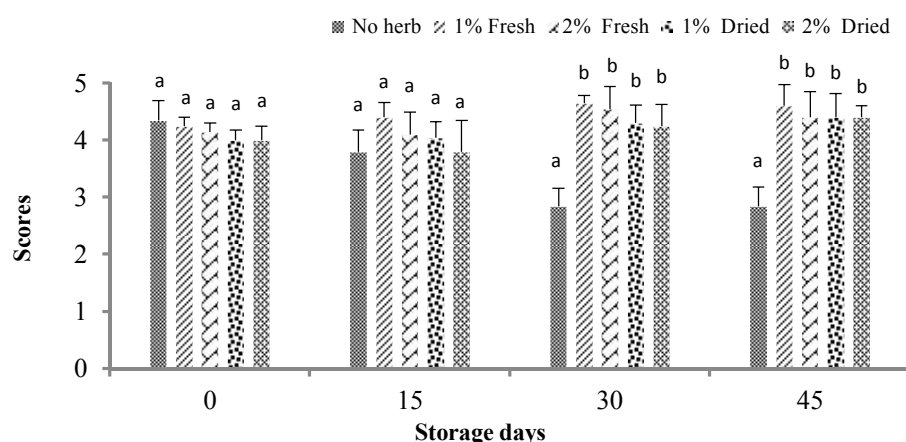 No herb 1% Fresh 2% Fresh 1% Dried 2% Dried
a a a a a a a a a a a b b b b a b b b b
5
4
3
2
1
0
Scores
0 15 30 45
Storage days